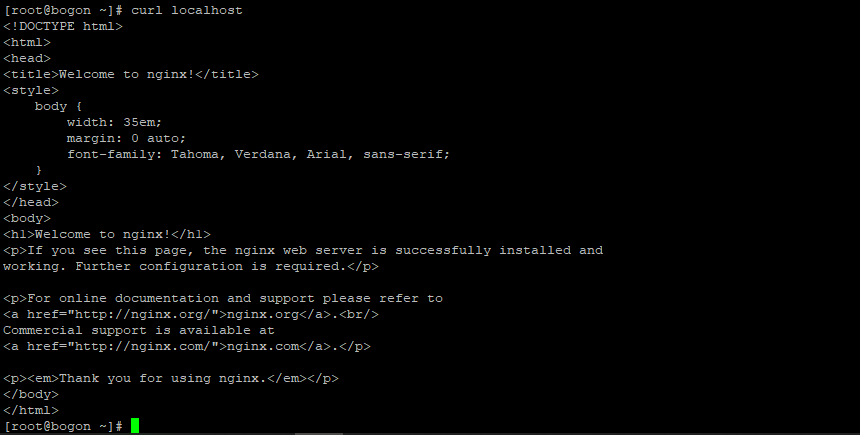 [root@bogon ~]# curl localhost
<!DOCTYPE html>
<html>
<head>
<title>Welcome to nginx!</title>
<style>
    body {
        width: 35em;
        margin: 0 auto;
        font-family: Tahoma, Verdana, Arial, sans-serif;
    }
</style>
</head>
<body>
<h1>Welcome to nginx!</h1>
<p>If you see this page, the nginx web server is successfully installed and
working. Further configuration is required.</p>

<p>For online documentation and support please refer to
<a href="http://nginx.org/">nginx.org</a>.<br/>
Commercial support is available at
<a href="http://nginx.com/">nginx.com</a>.</p>

<p><em>Thank you for using nginx.</em></p>
</body>
</html>
[root@bogon ~]#